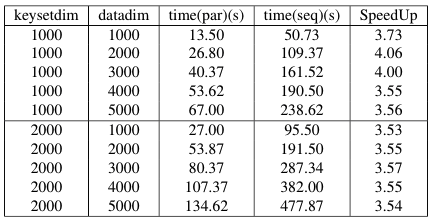 keysetdim datadim time(par)(s) time(seq)(s) SpeedUp
1000 1000 13.50 50.73 3.73
1000 2000 26.80 109.37 4.06
1000 3000 40.37 161.52 4.00
1000 4000 53.62 190.50 3.55
1000 5000 67.00 238.62 3.56
2000 1000 27.00 95.50 3.53
2000 2000 53.87 191.50 3.55
2000 3000 80.37 287.34 3.57
2000 4000 107.37 382.00 3.55
2000 5000 134.62 477.87 3.54